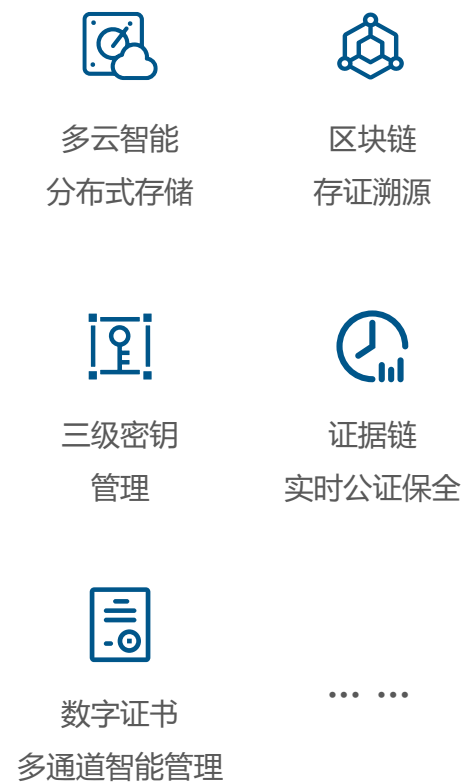 多云智能
分布式存储
区块链
存证溯源
三级密钥
管理
证据链
实时公证保全
数字证书
多通道智能管理
... ...